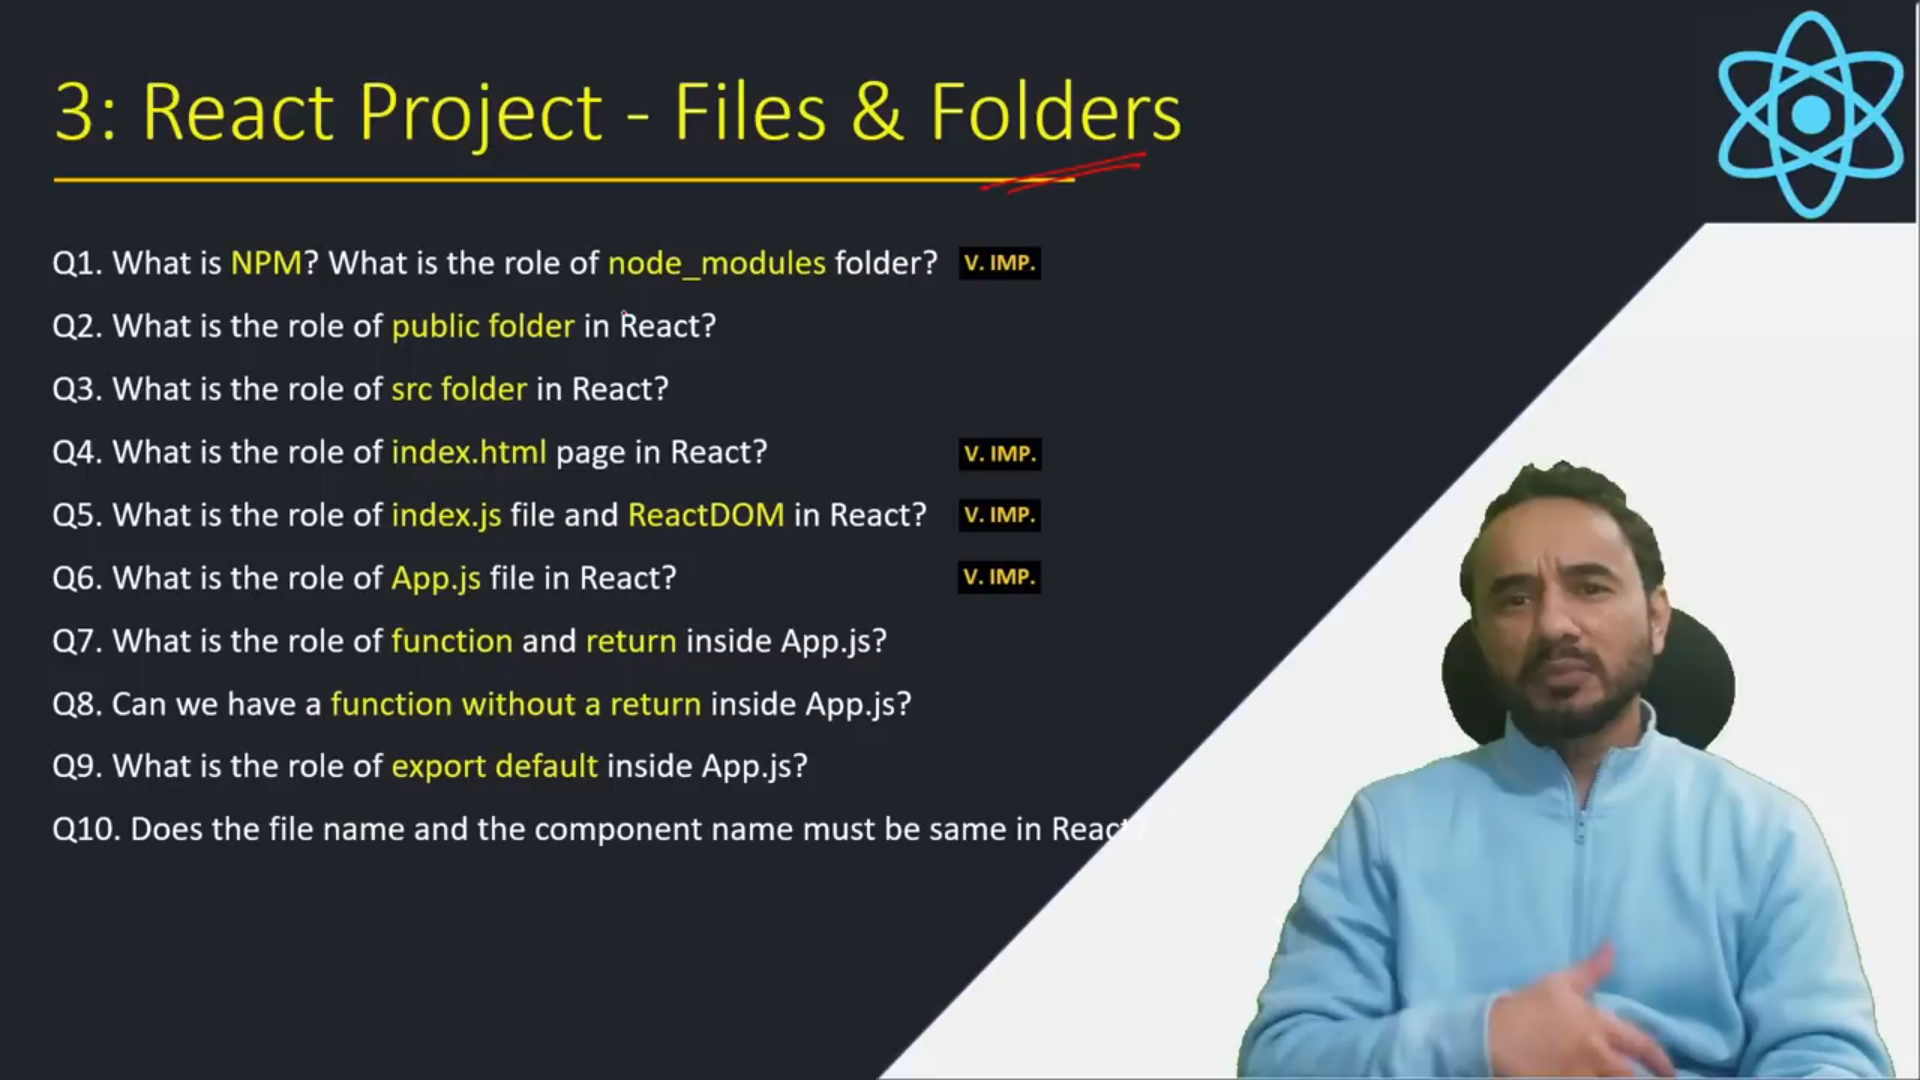 3: React Project - Files & Folders
Q1. What is NPM? What is the role of node_modules folder? V. IMP.
Q2. What is the role of public folder in React?
Q3. What is the role of src folder in React?
Q4. What is the role of index.html page in React? V. IMP.
Q5. What is the role of index.js file and ReactDOM in React? V. IMP.
Q6. What is the role of App.js file in React? V. IMP.
Q7. What is the role of function and return inside App.js?
Q8. Can we have a function without a return inside App.js?
Q9. What is the role of export default inside App.js?
Q10. Does the file name and the component name must be same in React?